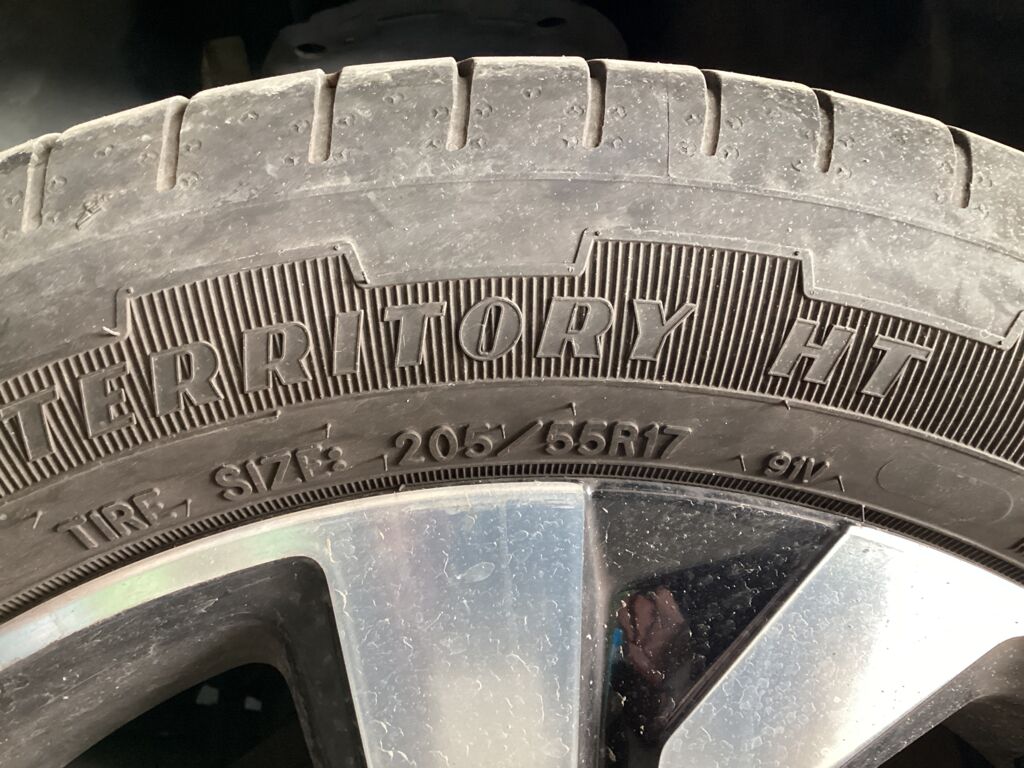 TERRITORY HT
TIRE SIZE: 205/55R17 91V